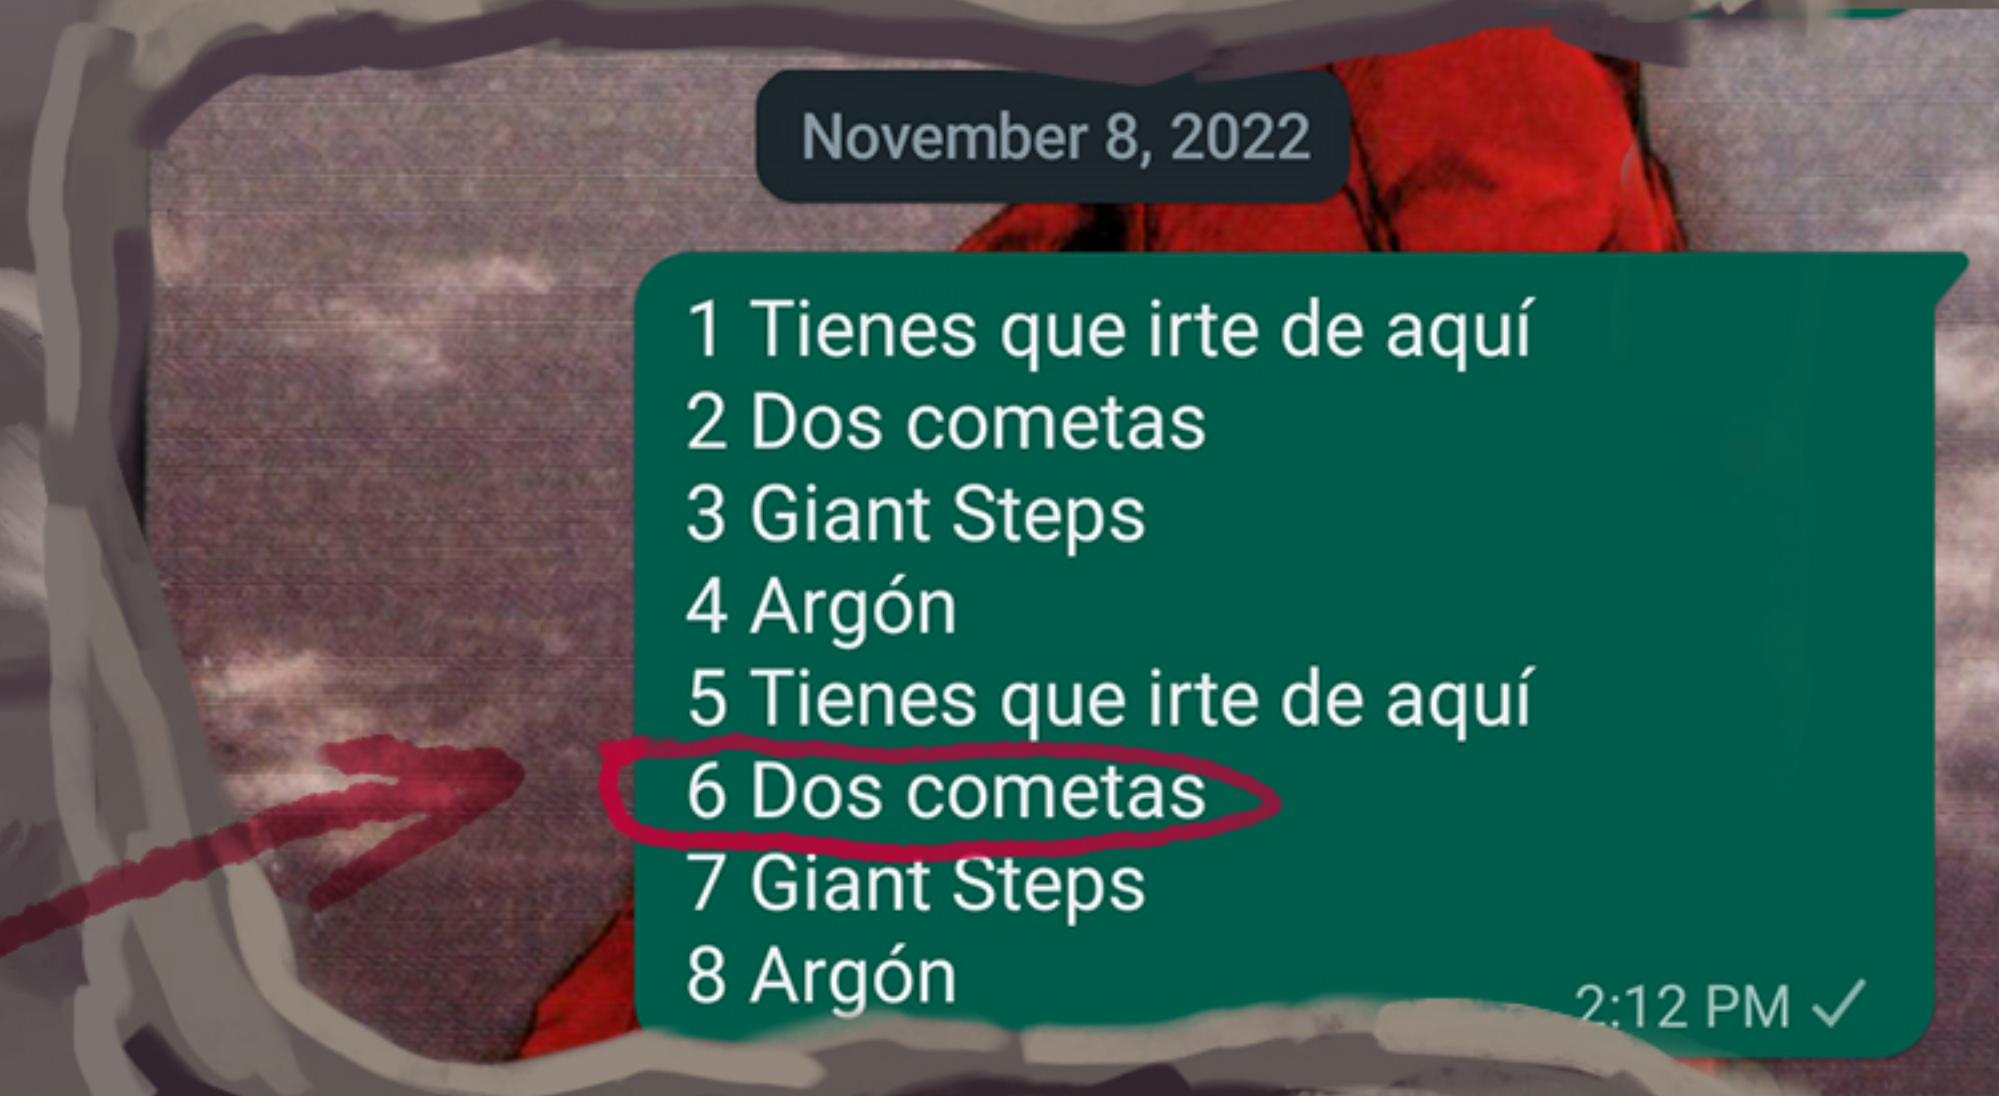 November 8, 2022
1 Tienes que irte de aquí
2 Dos cometas
3 Giant Steps
4 Argón
5 Tienes que irte de aquí
6 Dos cometas
7 Giant Steps
8 Argón
2:12 PM